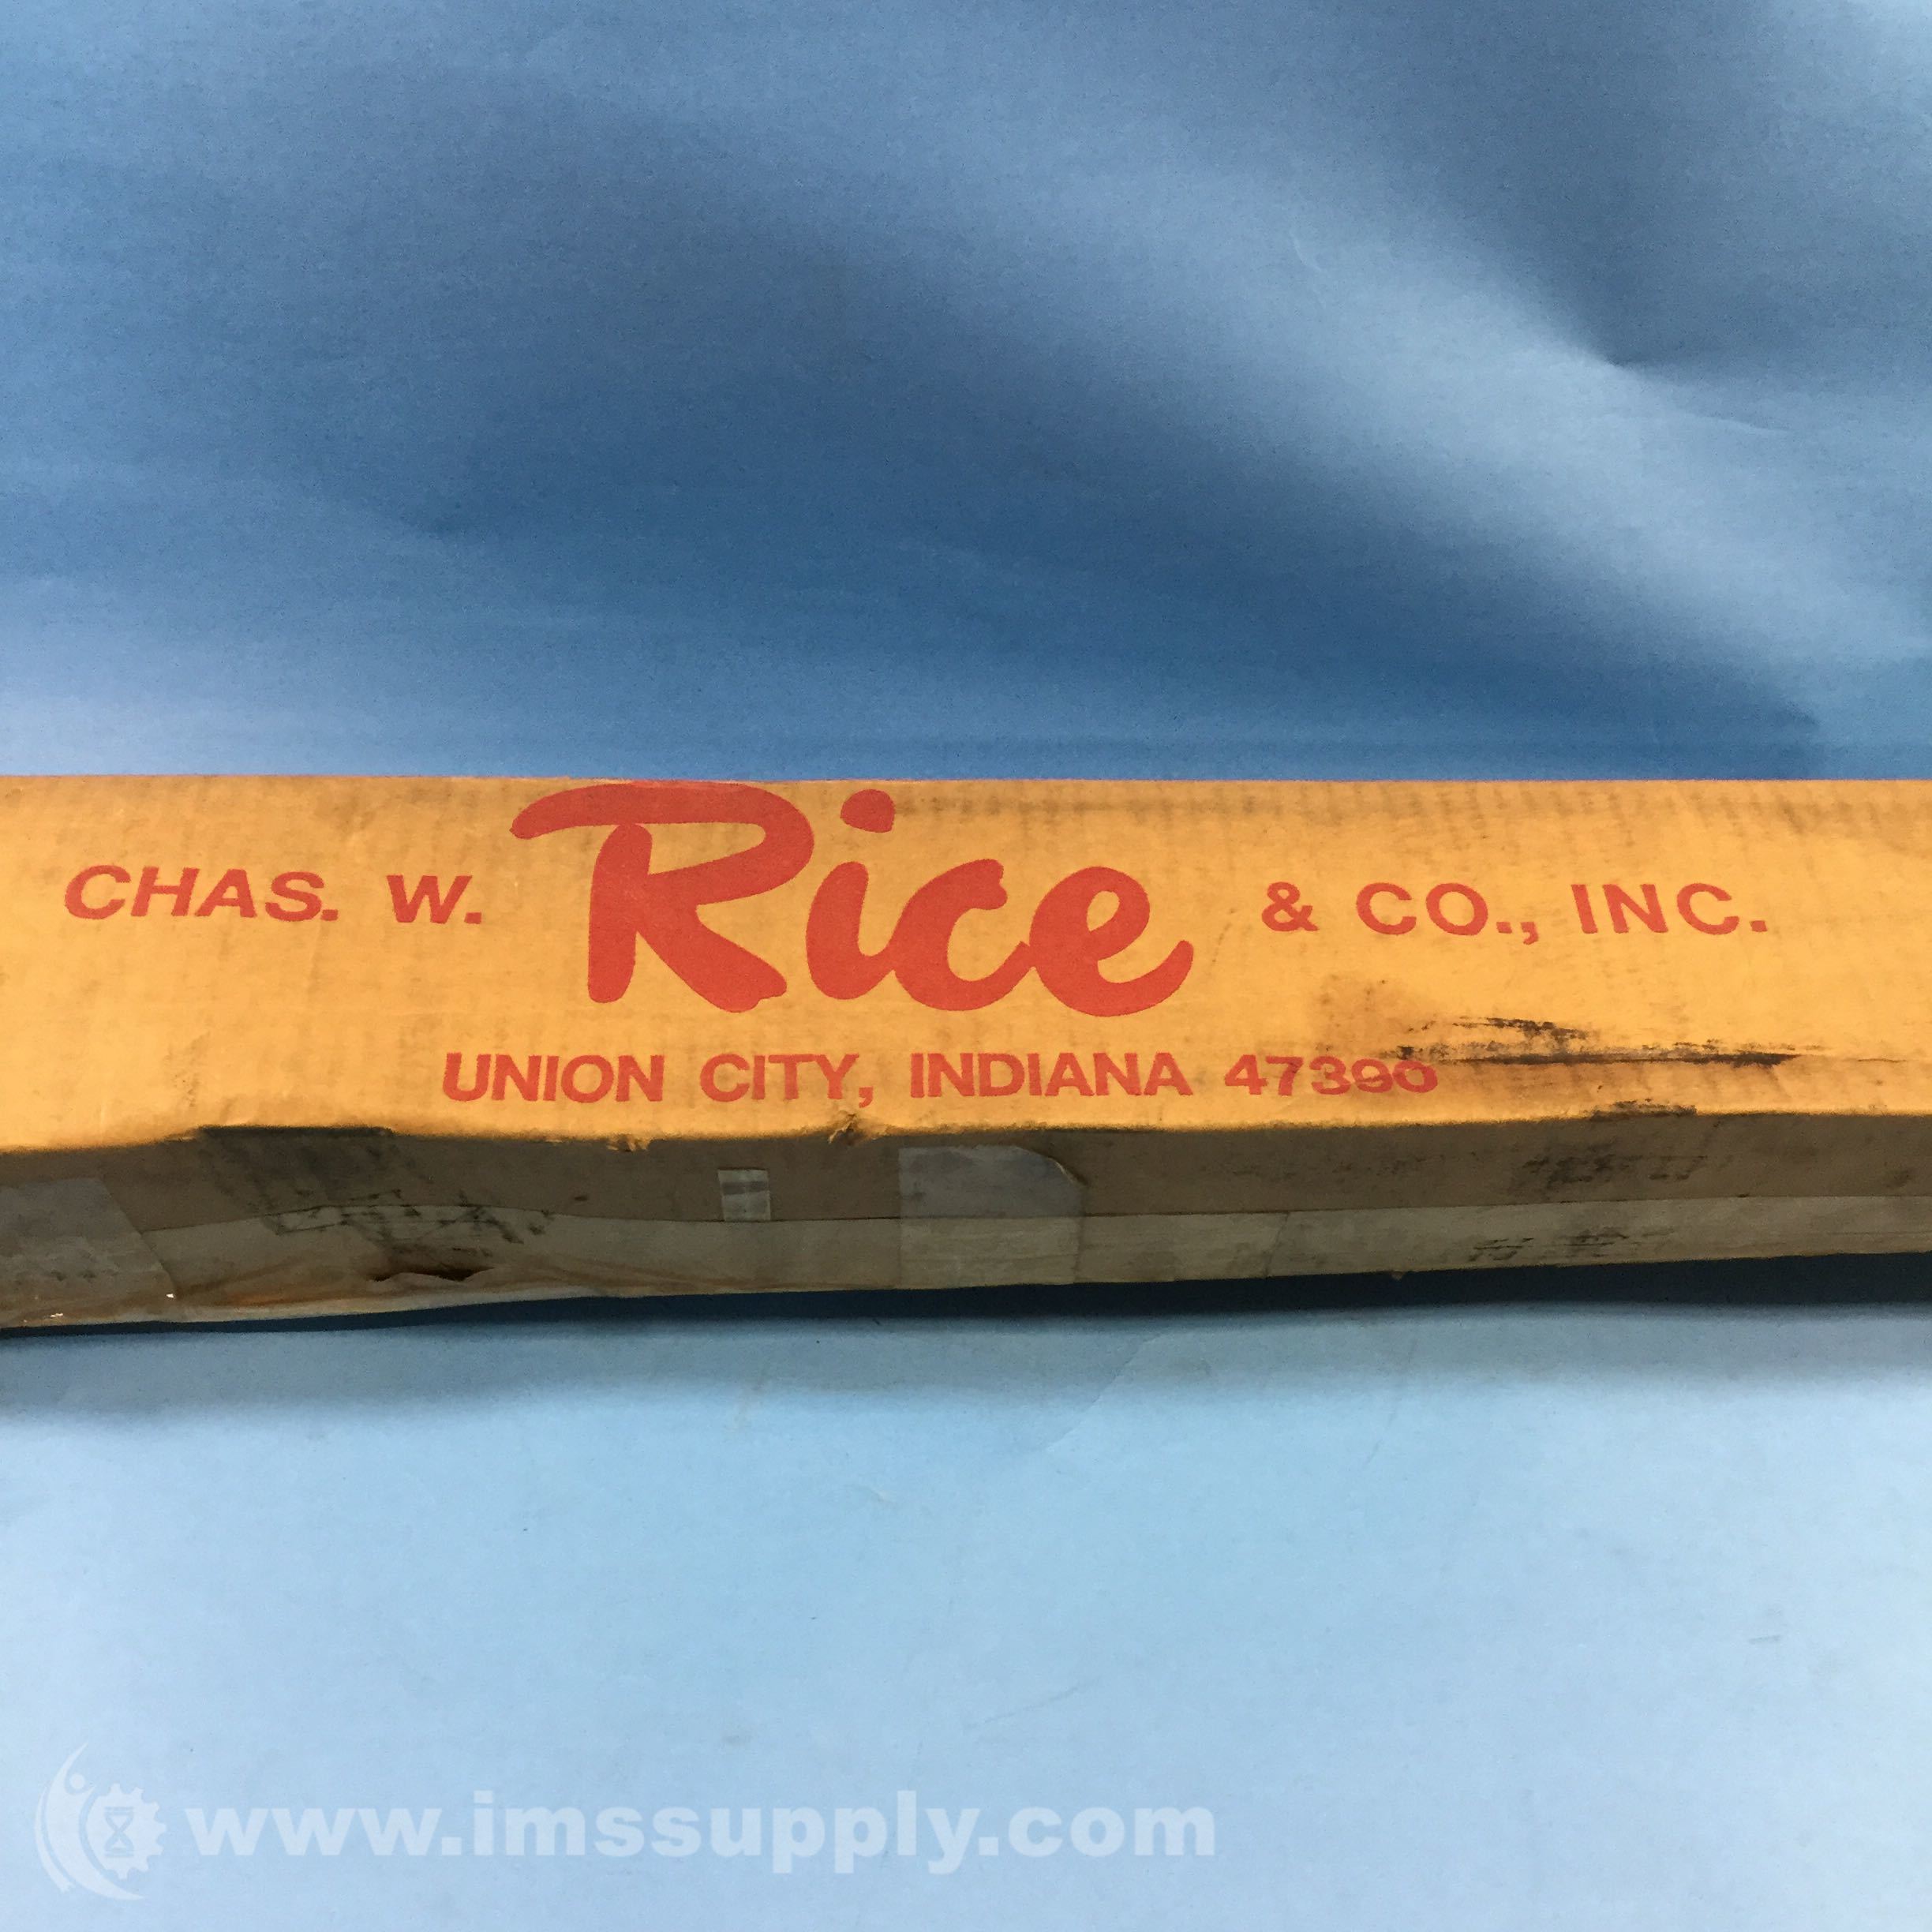 CHAS. W. Rice & CO., INC.
UNION CITY, INDIANA 47390
www.imssupply.com